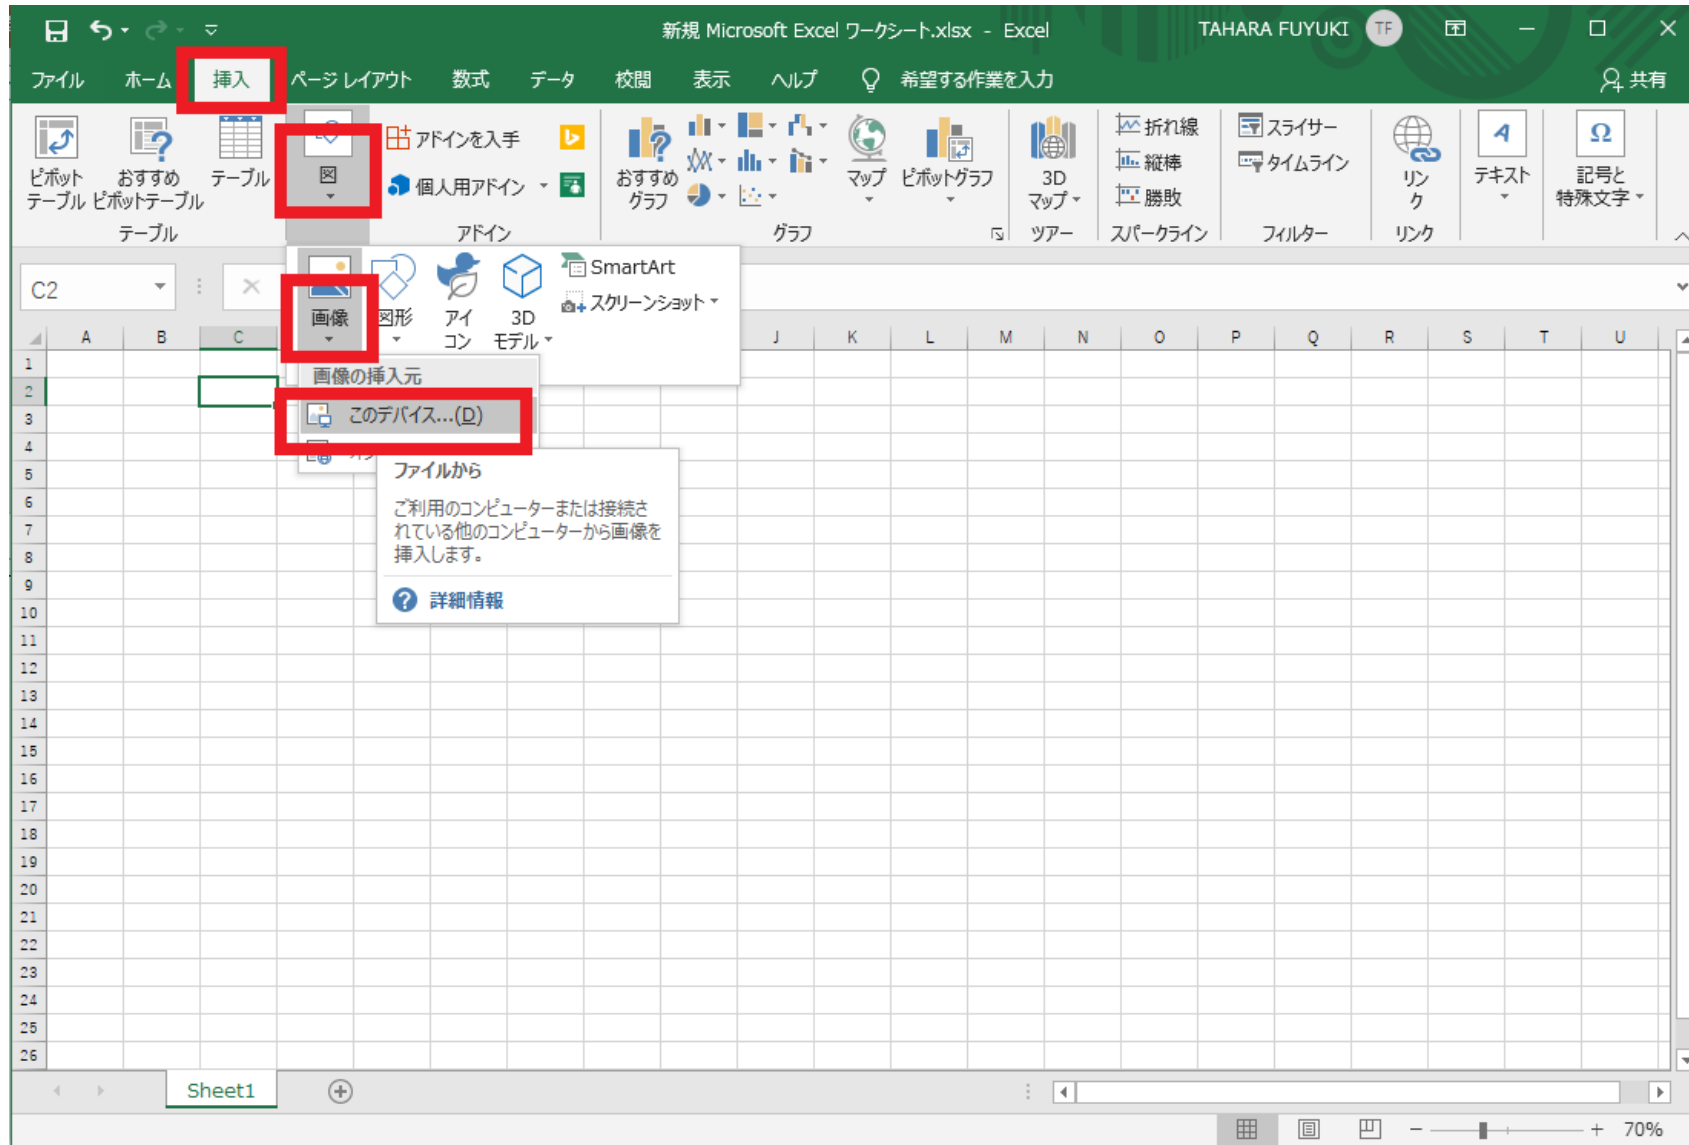 新規 Microsoft Excel ワークシート.xlsx - Excel
TAHARA FUYUKI TF
ファイル ホーム 挿入 ページ レイアウト 数式 データ 校閲 表示 ヘルプ 希望する作業を入力 共有
ピボット
テーブル
おすすめ
ピボットテーブル
テーブル
テーブル
図
アドインを入手
個人用アドイン
アドイン
おすすめ
グラフ
マップ
ピボットグラフ
グラフ
3D
マップ
ツアー
折れ線
縦棒
勝敗
スパークライン
スライサー
タイムライン
フィルター
リン
ク
リンク
テキスト
Ω
記号と
特殊文字
画像
図形
アイ
コン
3D
モデル
SmartArt
スクリーンショット
C2
画像の挿入元
このデバイス...(D)
ファイルから
ご利用のコンピューターまたは接続さ
れている他のコンピューターから画像を
挿入します。
詳細情報
A B C J K L M N O P Q R S T U
1
2
3
4
5
6
7
8
9
10
11
12
13
14
15
16
17
18
19
20
21
22
23
24
25
26
Sheet1
70%